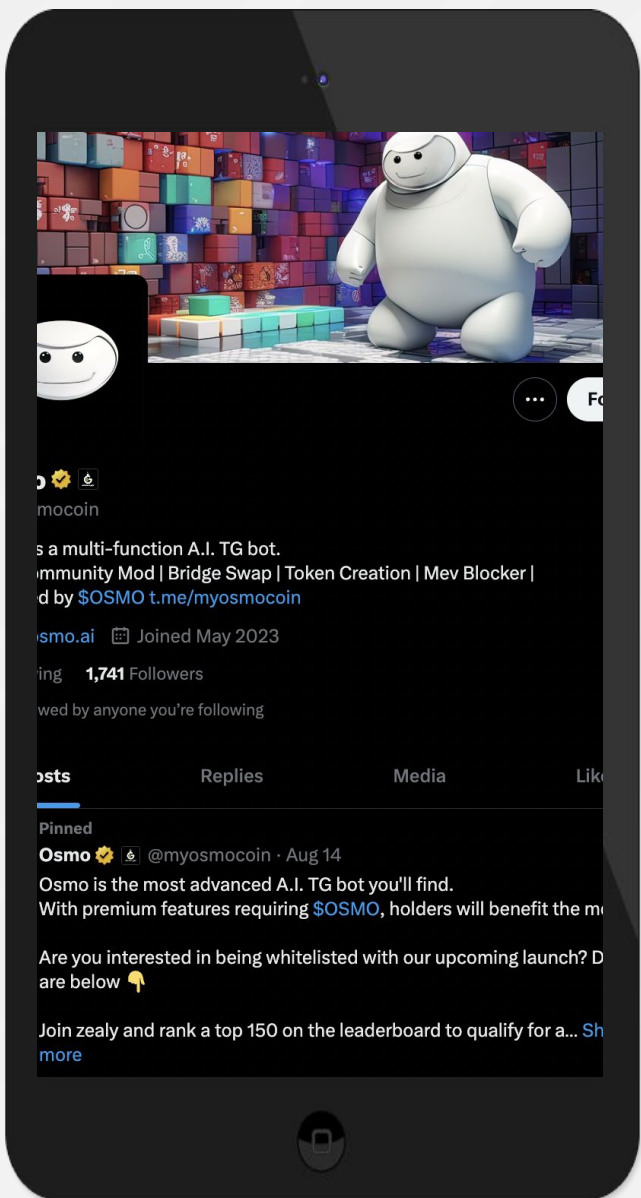 o
mocoin
s a multi-function A.I. TG bot.
ommunity Mod | Bridge Swap | Token Creation | Mev Blocker |
ed by $OSMO t.me/myosmocoin
osmo.ai Joined May 2023
ing 1,741 Followers
wed by anyone you're following
osts Replies Media Lik
Pinned
Osmo @myosmocoin · Aug 14
Osmo is the most advanced A.I. TG bot you'll find.
With premium features requiring $OSMO, holders will benefit the m
Are you interested in being whitelisted with our upcoming launch? D
are below 👇
Join zealy and rank a top 150 on the leaderboard to qualify for a... Sh
more